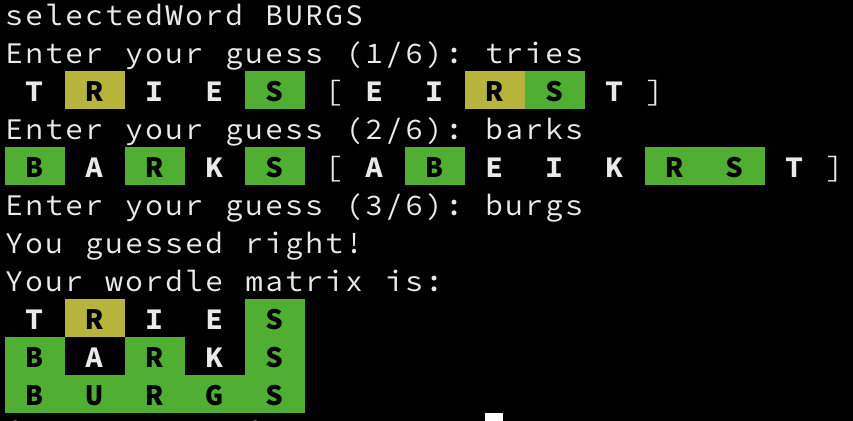 selectedWord BURGS
Enter your guess (1/6): tries
T R I E S [ E I R S T ]
Enter your guess (2/6): barks
B A R K S [ A B E I K R S T ]
Enter your guess (3/6): burgs
You guessed right!
Your wordle matrix is:
T R I E S
B A R K S
B U R G S